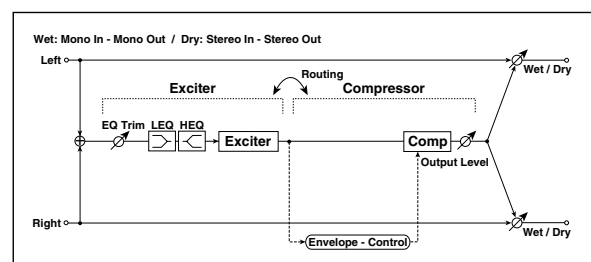 Wet: Mono In - Mono Out / Dry: Stereo In - Stereo Out
Left
Wet / Dry
Routing
Exciter
Compressor
EQ Trim
LEQ
HEQ
Exciter
Comp
Output Level
Right
Wet / Dry
Envelope - Control